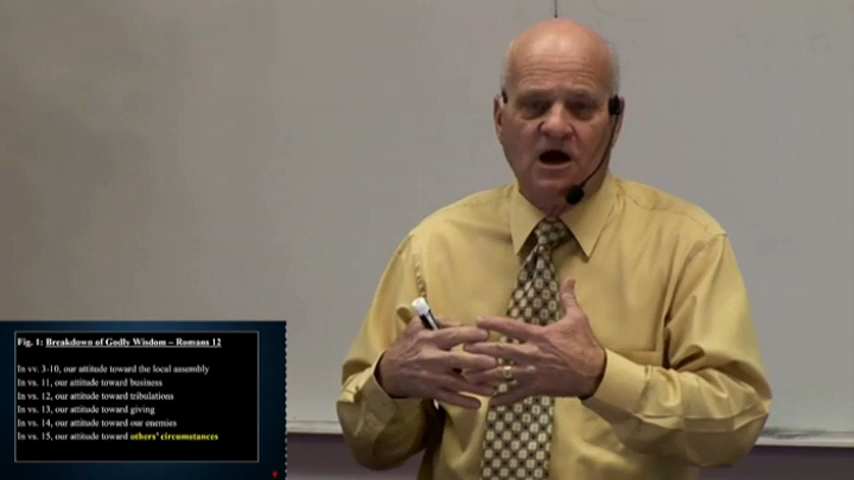 Fig. 1: Breakdown of Godly Wisdom – Romans 12
In vv. 3-10, our attitude toward the local assembly
In vs. 11, our attitude toward business
In vs. 12, our attitude toward tribulations
In vs. 13, our attitude toward giving
In vs. 14, our attitude toward our enemies
In vs. 15, our attitude toward others' circumstances